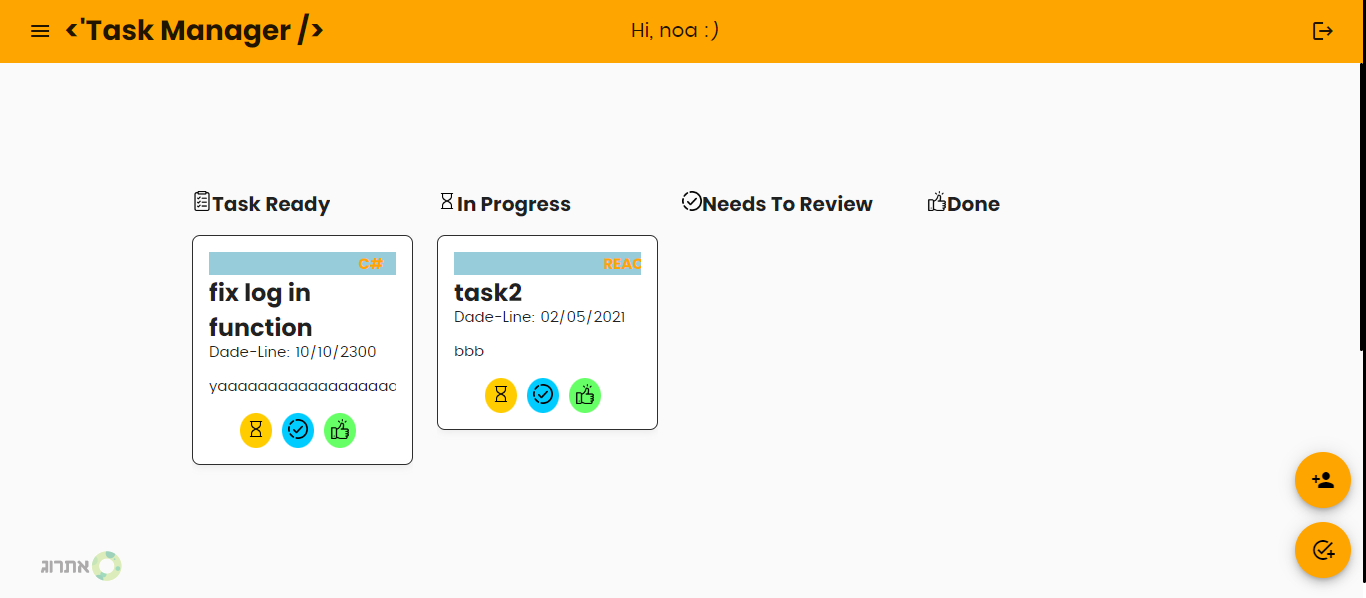 <'Task Manager />
Hi, noa :)
Task Ready
In Progress
Needs To Review
Done
C#
fix log in
function
Dade-Line: 10/10/2300
yaaaaaaaaaaaaaaaaaa
REAC
task2
Dade-Line: 02/05/2021
bbb
אתרוג